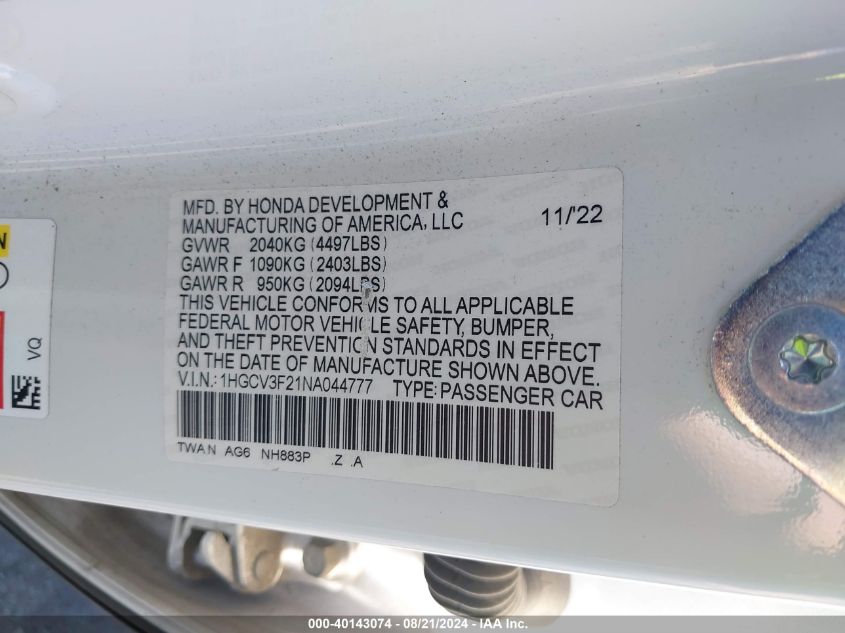 MFD. BY HONDA DEVELOPMENT &
MANUFACTURING OF AMERICA, LLC 11/'22
GVWR 2040KG (4497LBS)
GAWR F 1090KG (2403LBS)
GAWR R 950KG (2094LBS)
THIS VEHICLE CONFORMS TO ALL APPLICABLE
FEDERAL MOTOR VEHICLE SAFETY, BUMPER,
AND THEFT PREVENTION STANDARDS IN EFFECT
ON THE DATE OF MANUFACTURE SHOWN ABOVE.
V.I.N.: 1HGCV3F21NA044777 TYPE: PASSENGER CAR
TWA N AG6 NH883P .Z .A
VQ
000-40143074 - 08/21/2024 - IAA Inc.